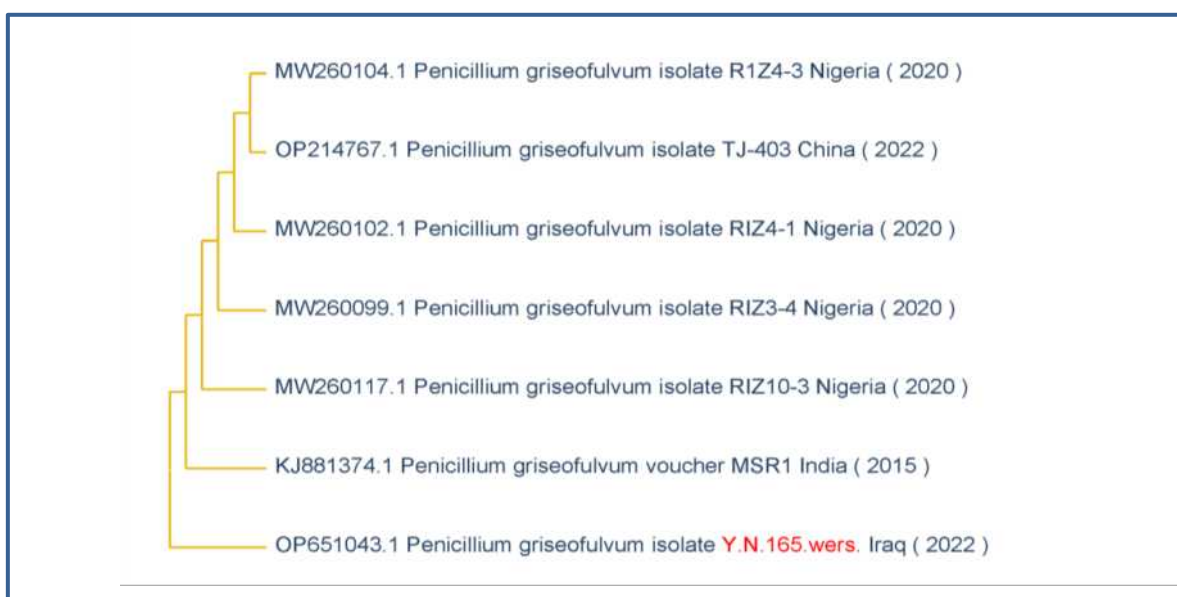 MW260104.1 Penicillium griseofulvum isolate R1Z4-3 Nigeria ( 2020 )
OP214767.1 Penicillium griseofulvum isolate TJ-403 China ( 2022 )
MW260102.1 Penicillium griseofulvum isolate RIZ4-1 Nigeria ( 2020 )
MW260099.1 Penicillium griseofulvum isolate RIZ3-4 Nigeria ( 2020 )
MW260117.1 Penicillium griseofulvum isolate RIZ10-3 Nigeria ( 2020 )
KJ881374.1 Penicillium griseofulvum voucher MSR1 India ( 2015 )
OP651043.1 Penicillium griseofulvum isolate Y.N.165.wers. Iraq ( 2022 )